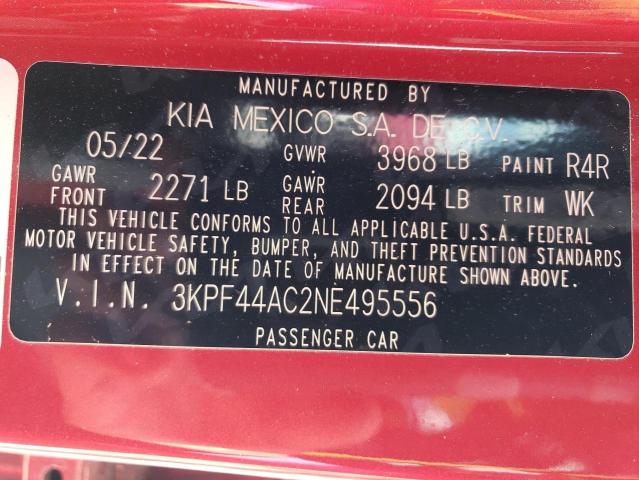 MANUFACTURED BY
KIA MEXICO S.A. DE C.V.
05/22 GVWR 3968 LB PAINT R4R
GAWR FRONT 2271 LB GAWR REAR 2094 LB TRIM WK
THIS VEHICLE CONFORMS TO ALL APPLICABLE U.S.A. FEDERAL
MOTOR VEHICLE SAFETY, BUMPER, AND THEFT PREVENTION STANDARDS
IN EFFECT ON THE DATE OF MANUFACTURE SHOWN ABOVE.
V.I.N. 3KPF44AC2NE495556
PASSENGER CAR